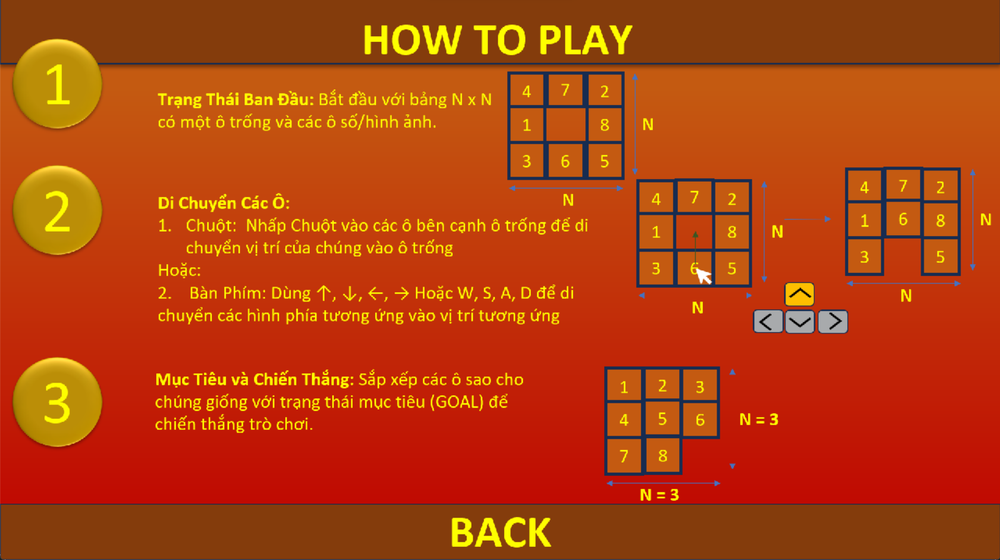 HOW TO PLAY
1
Trạng Thái Ban Đầu: Bắt đầu với bảng N x N
có một ô trống và các ô số/hình ảnh.
4 7 2
1 8
3 6 5
N
N
2
Di Chuyển Các Ô:
1. Chuột: Nhấp Chuột vào các ô bên cạnh ô trống để di
chuyển vị trí của chúng vào ô trống
Hoặc:
2. Bàn Phím: Dùng ↑, ↓, ←, → Hoặc W, S, A, D để di
chuyển các hình phía tương ứng vào vị trí tương ứng
4 7 2
1 8
3 6 5
N
N
4 7 2
1 6 8
3 5
N
N
3
Mục Tiêu và Chiến Thắng: Sắp xếp các ô sao cho
chúng giống với trạng thái mục tiêu (GOAL) để
chiến thắng trò chơi.
1 2 3
4 5 6
7 8
N = 3
N = 3
BACK